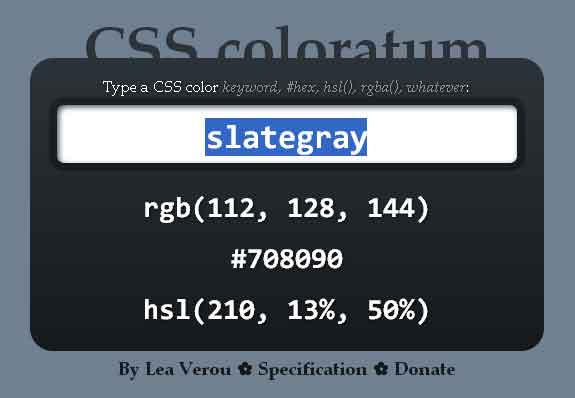 CSS coloratum
Type a CSS color keyword, #hex, hsl(), rgba(), whatever:
slategray
rgb(112, 128, 144)
#708090
hsl(210, 13%, 50%)
By Lea Verou ✿ Specification ✿ Donate